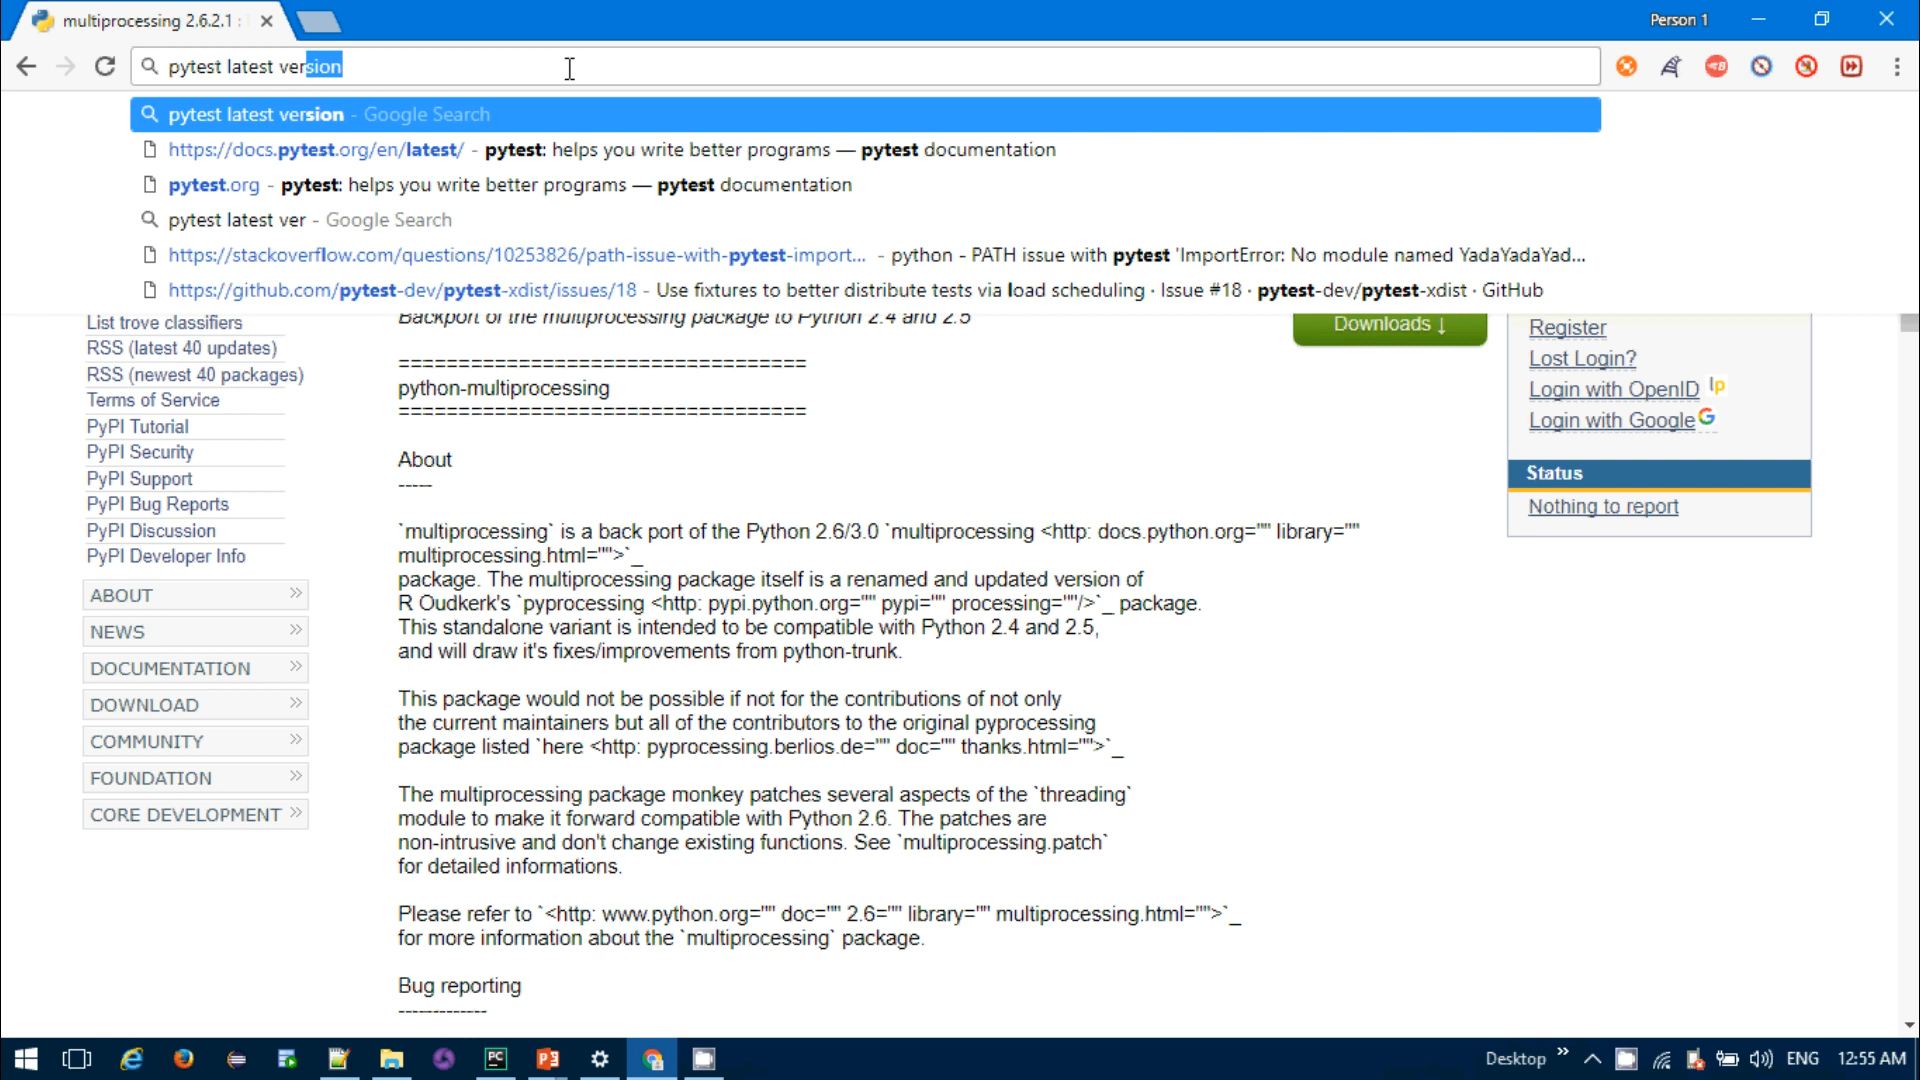 multiprocessing 2.6.2.1 :
Person 1
pytest latest version
pytest latest version - Google Search
https://docs.pytest.org/en/latest/ - pytest: helps you write better programs — pytest documentation
pytest.org - pytest: helps you write better programs — pytest documentation
pytest latest ver - Google Search
https://stackoverflow.com/questions/10253826/path-issue-with-pytest-import... - python - PATH issue with pytest 'ImportError: No module named YadaYadaYad...
https://github.com/pytest-dev/pytest-xdist/issues/18 - Use fixtures to better distribute tests via load scheduling · Issue #18 · pytest-dev/pytest-xdist · GitHub
List trove classifiers
RSS (latest 40 updates)
RSS (newest 40 packages)
Terms of Service
PyPI Tutorial
PyPI Security
PyPI Support
PyPI Bug Reports
PyPI Discussion
PyPI Developer Info
ABOUT »
NEWS »
DOCUMENTATION »
DOWNLOAD »
COMMUNITY »
FOUNDATION »
CORE DEVELOPMENT »
Backport of the multiprocessing package to Python 2.4 and 2.5
==================================
python-multiprocessing
==================================
About
-----
`multiprocessing` is a back port of the Python 2.6/3.0 `multiprocessing <http: docs.python.org="" library=""
multiprocessing.html="">`_
package. The multiprocessing package itself is a renamed and updated version of
R Oudkerk's `pyprocessing <http: pypi.python.org="" pypi="" processing=""/>`_ package.
This standalone variant is intended to be compatible with Python 2.4 and 2.5,
and will draw it's fixes/improvements from python-trunk.
This package would not be possible if not for the contributions of not only
the current maintainers but all of the contributors to the original pyprocessing
package listed `here <http: pyprocessing.berlios.de="" doc="" thanks.html="">`_
The multiprocessing package monkey patches several aspects of the `threading`
module to make it forward compatible with Python 2.6. The patches are
non-intrusive and don't change existing functions. See `multiprocessing.patch`
for detailed informations.
Please refer to `<http: www.python.org="" doc="" 2.6="" library="" multiprocessing.html="">`_
for more information about the `multiprocessing` package.
Bug reporting
-------------
Downloads ↓
Register
Lost Login?
Login with OpenID lp
Login with Google G
Status
Nothing to report
Desktop » ENG 12:55 AM